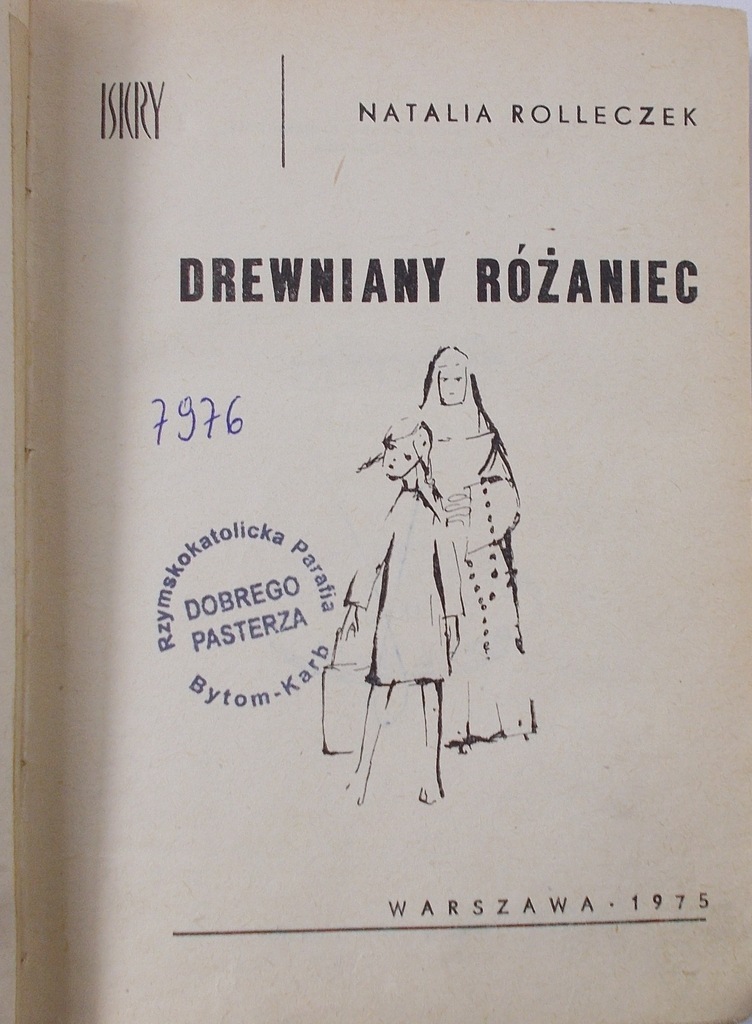 ISKRY
NATALIA ROLLECZEK
DREWNIANY RÓŻANIEC
7976
Rzymskokatolicka Parafia
DOBREGO
PASTERZA
Bytom-Karb
WARSZAWA · 1975